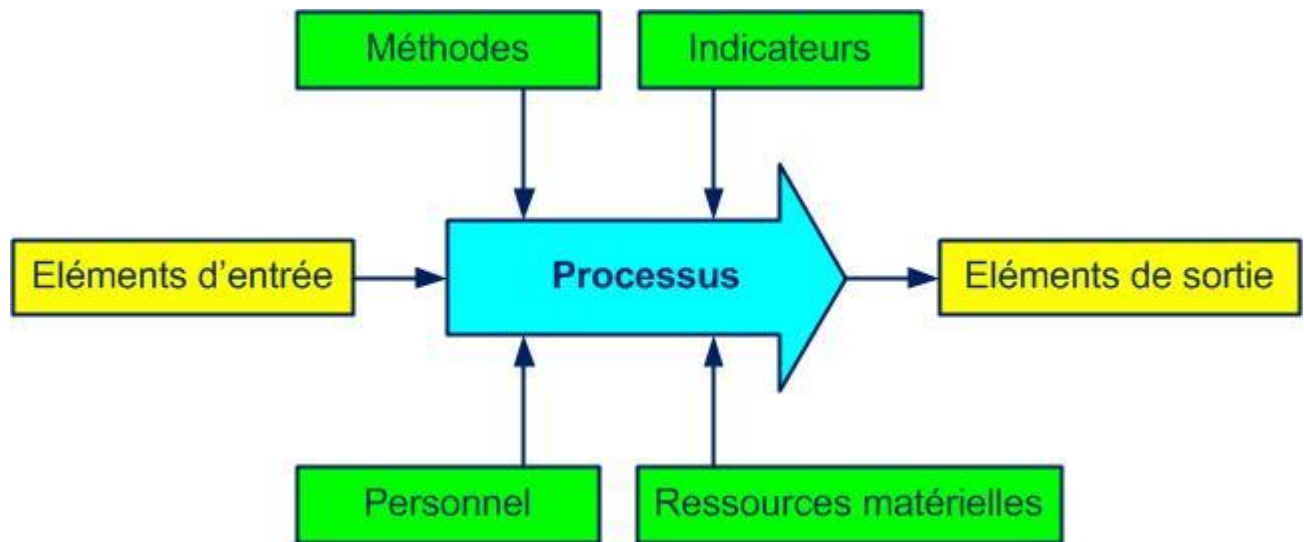 Méthodes
Indicateurs
Eléments d’entrée
Processus
Eléments de sortie
Personnel
Ressources matérielles